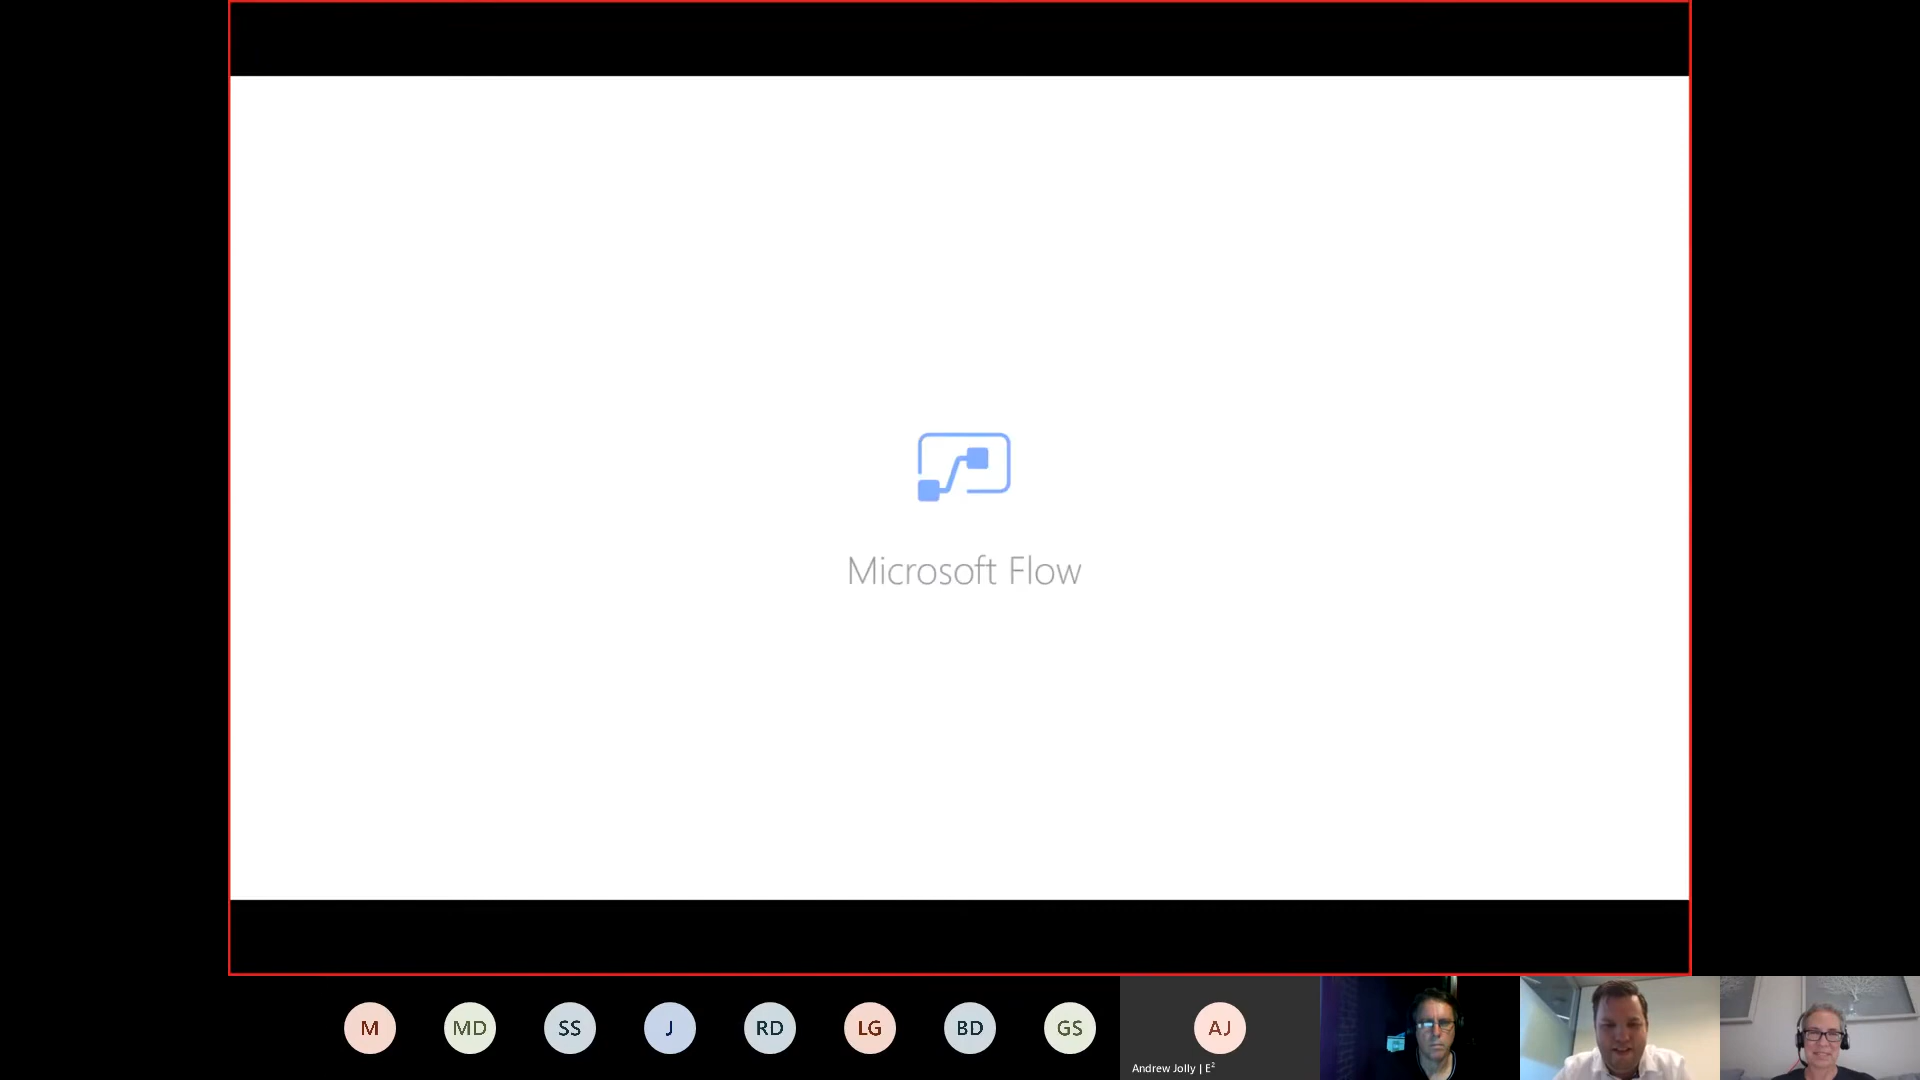 Microsoft Flow
M
MD
SS
J
RD
LG
BD
GS
AJ
Andrew Jolly | E²